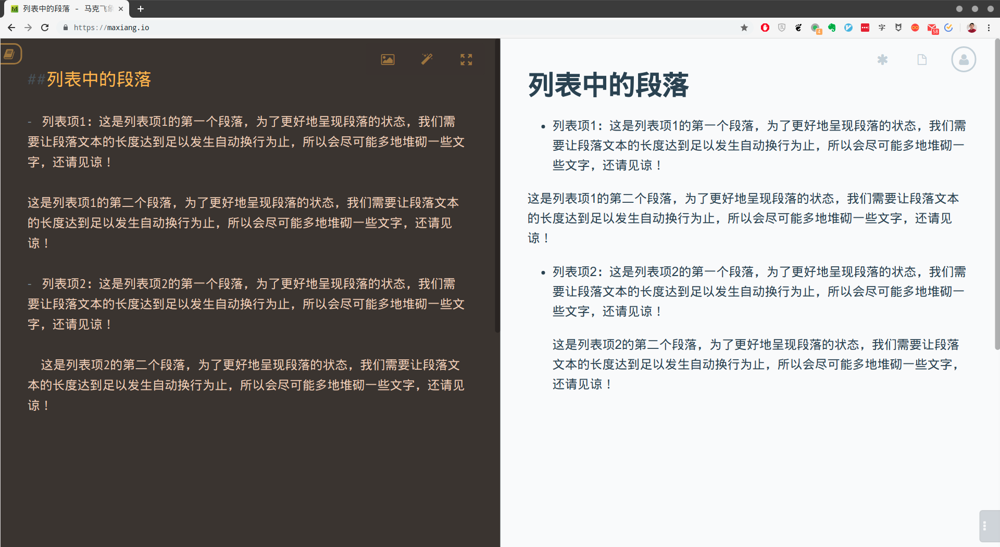 列表中的段落 - 马克飞象
https://maxiang.io
字
4
58
##列表中的段落
- 列表项1：这是列表项1的第一个段落，为了更好地呈现段落的状态，我们需
要让段落文本的长度达到足以发生自动换行为止，所以会尽可能多地堆砌一些文
字，还请见谅！
这是列表项1的第二个段落，为了更好地呈现段落的状态，我们需要让段落文本
的长度达到足以发生自动换行为止，所以会尽可能多地堆砌一些文字，还请见
谅！
- 列表项2：这是列表项2的第一个段落，为了更好地呈现段落的状态，我们需
要让段落文本的长度达到足以发生自动换行为止，所以会尽可能多地堆砌一些文
字，还请见谅！
这是列表项2的第二个段落，为了更好地呈现段落的状态，我们需要让段落文
本的长度达到足以发生自动换行为止，所以会尽可能多地堆砌一些文字，还请见
谅！
列表中的段落
• 列表项1：这是列表项1的第一个段落，为了更好地呈现段落的状态，我们需
要让段落文本的长度达到足以发生自动换行为止，所以会尽可能多地堆砌一
些文字，还请见谅！
这是列表项1的第二个段落，为了更好地呈现段落的状态，我们需要让段落文本
的长度达到足以发生自动换行为止，所以会尽可能多地堆砌一些文字，还请见
谅！
• 列表项2：这是列表项2的第一个段落，为了更好地呈现段落的状态，我们需
要让段落文本的长度达到足以发生自动换行为止，所以会尽可能多地堆砌一
些文字，还请见谅！
这是列表项2的第二个段落，为了更好地呈现段落的状态，我们需要让段落
文本的长度达到足以发生自动换行为止，所以会尽可能多地堆砌一些文字，
还请见谅！